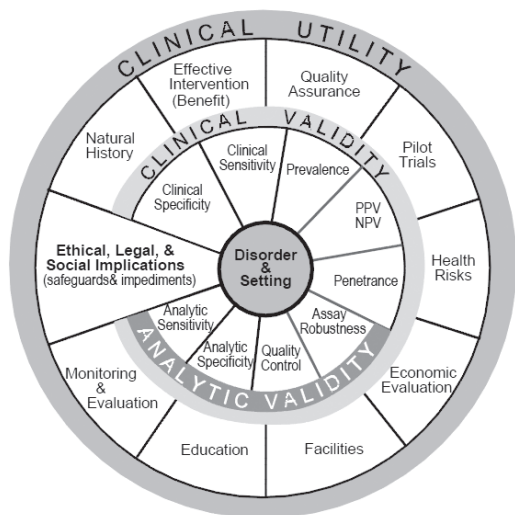 CLINICAL UTILITY
Effective
Intervention
(Benefit)
Quality
Assurance
Natural
History
Pilot
Trials
CLINICAL VALIDITY
Clinical
Sensitivity
Prevalence
Clinical
Specificity
PPV
NPV
Ethical, Legal, &
Social Implications
(safeguards& impediments)
Disorder
&
Setting
Penetrance
Health
Risks
Analytic
Sensitivity
Analytic
Specificity
Quality
Control
Assay
Robustness
ANALYTIC VALIDITY
Monitoring
&
Evaluation
Economic
Evaluation
Education
Facilities